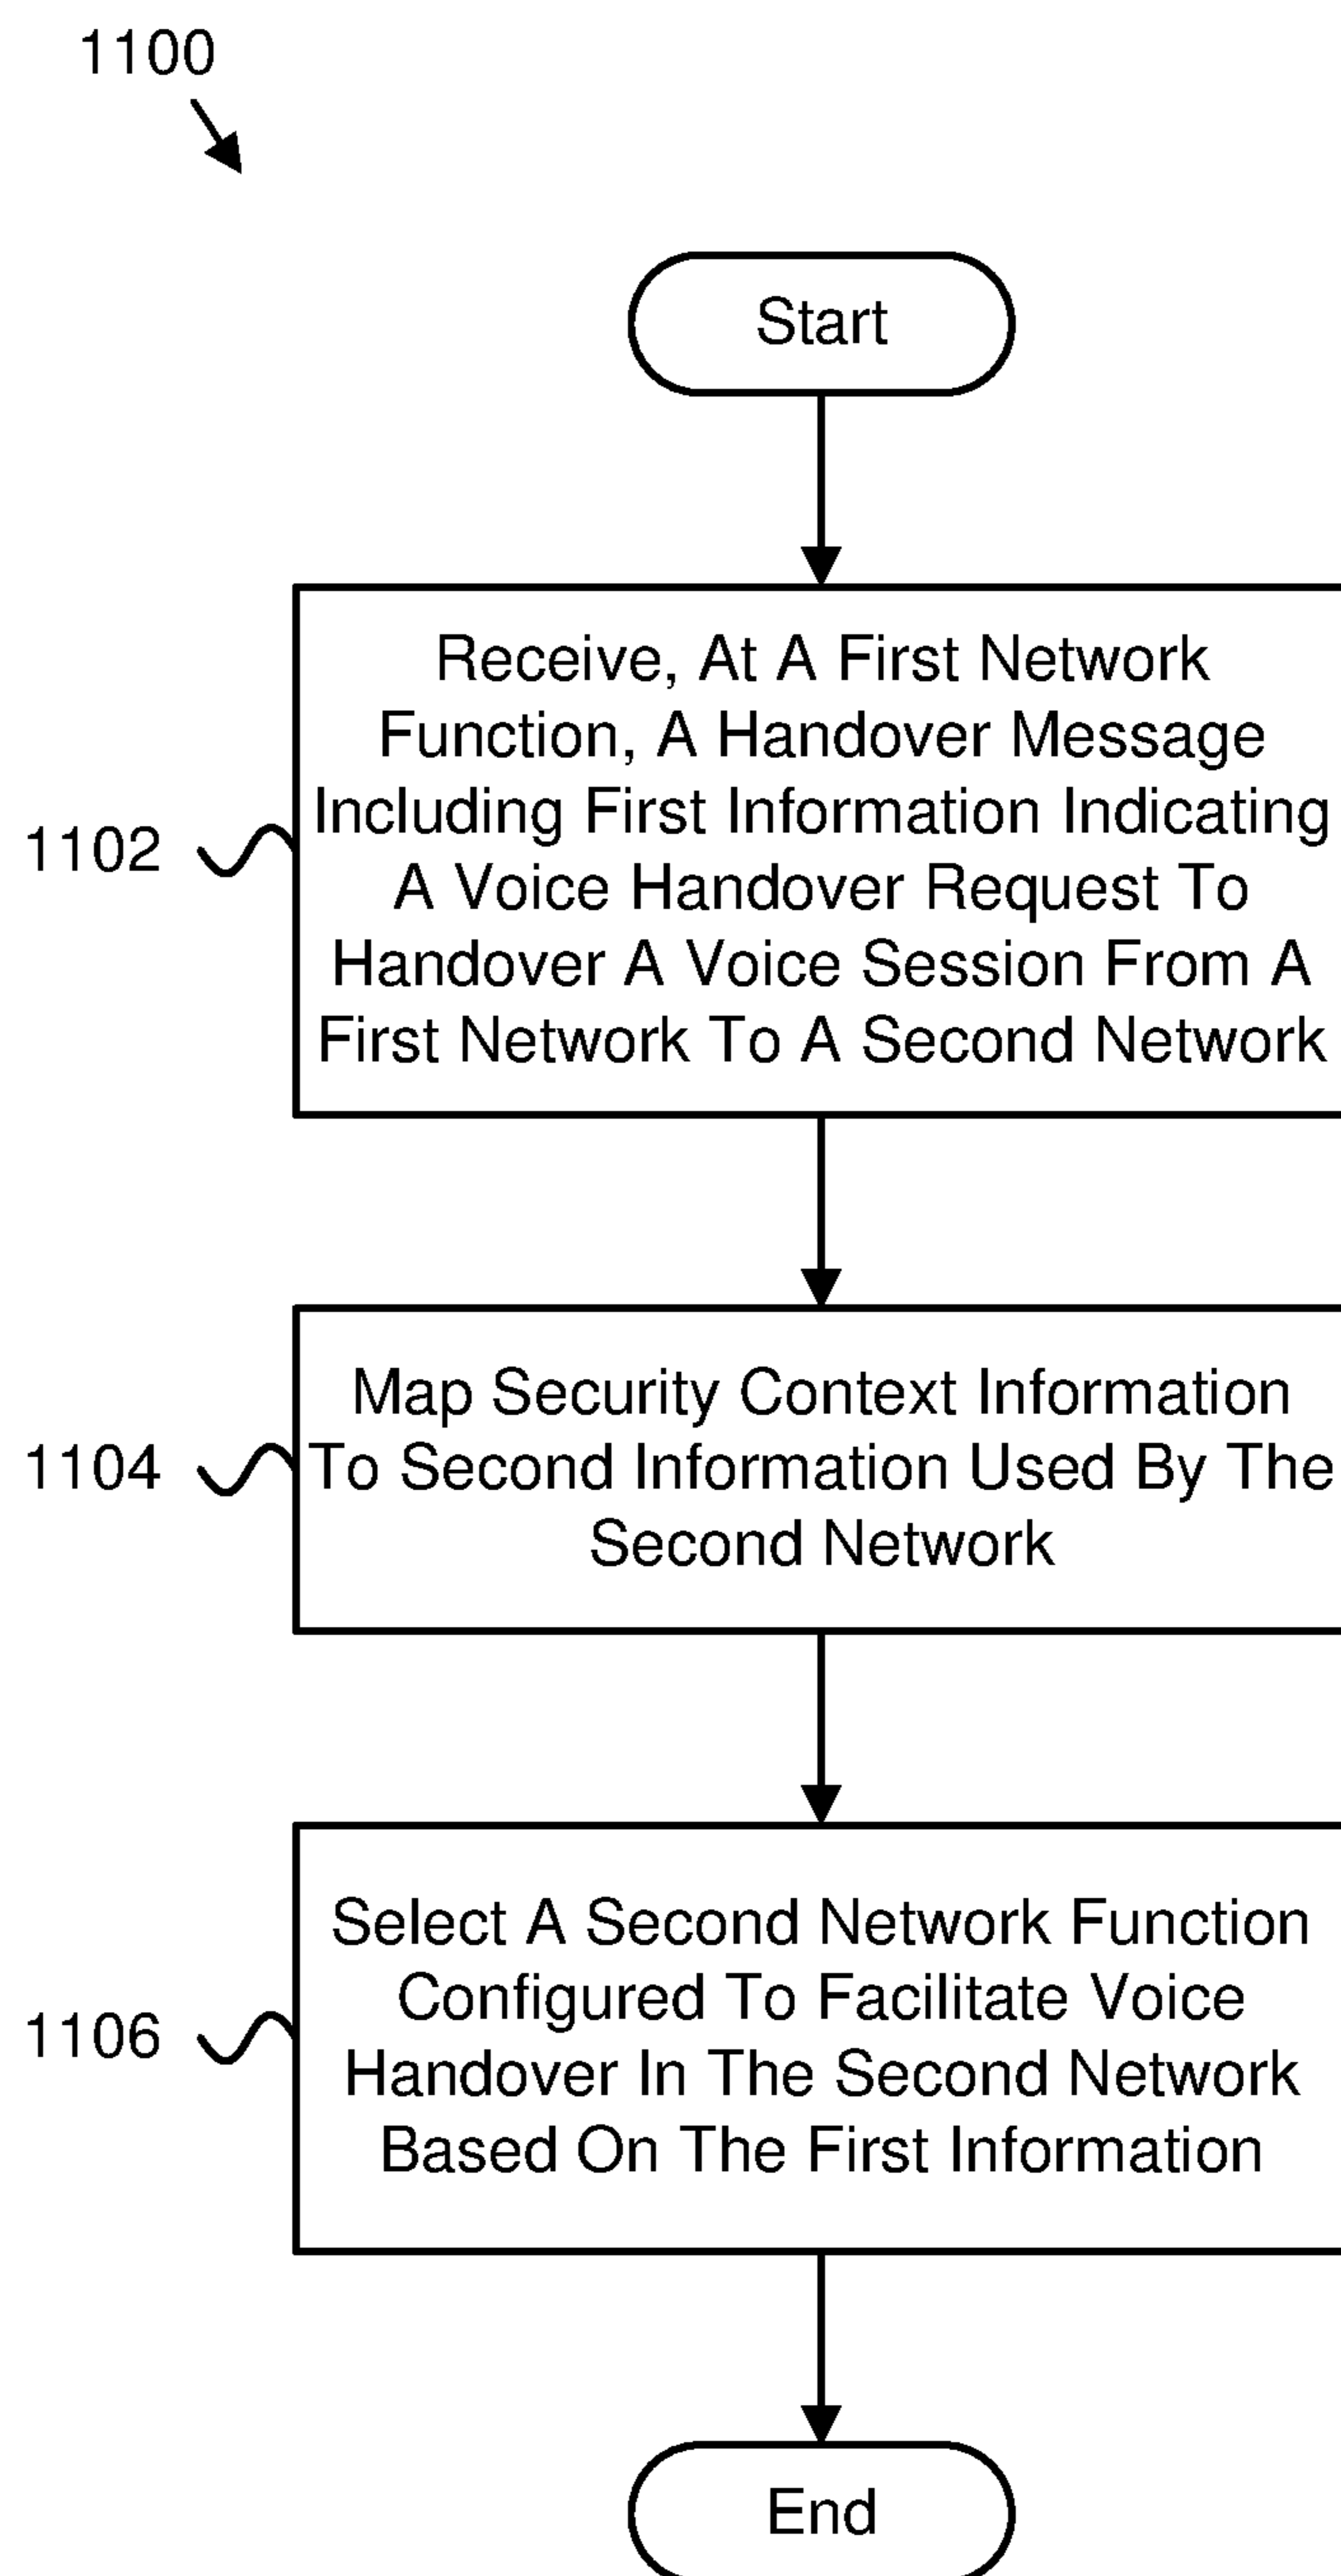 1100
Start
Receive, At A First Network
Function, A Handover Message
Including First Information Indicating
A Voice Handover Request To
Handover A Voice Session From A
First Network To A Second Network
1102
Map Security Context Information
To Second Information Used By The
Second Network
1104
Select A Second Network Function
Configured To Facilitate Voice
Handover In The Second Network
Based On The First Information
1106
End